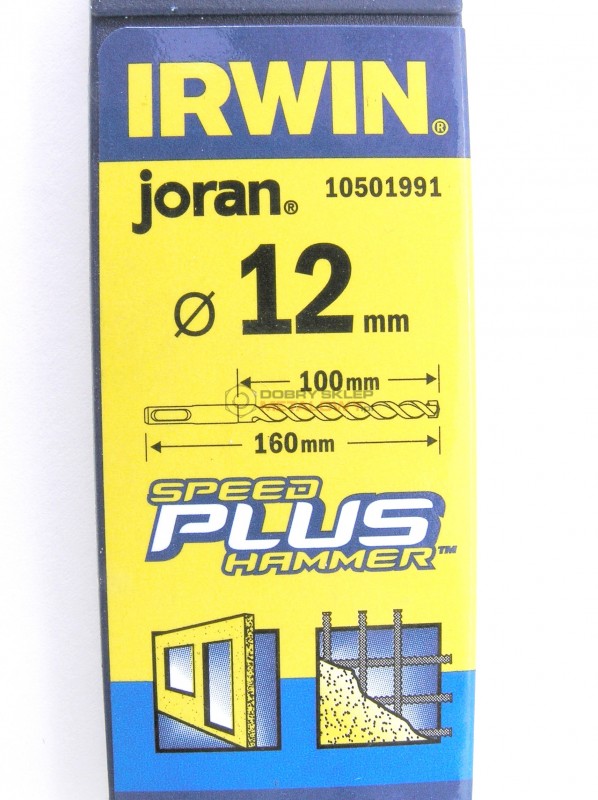 IRWIN®
joran® 10501991
Ø 12 mm
100mm
DOBRY SKLEP
160mm
SPEED
PLUS
HAMMER™